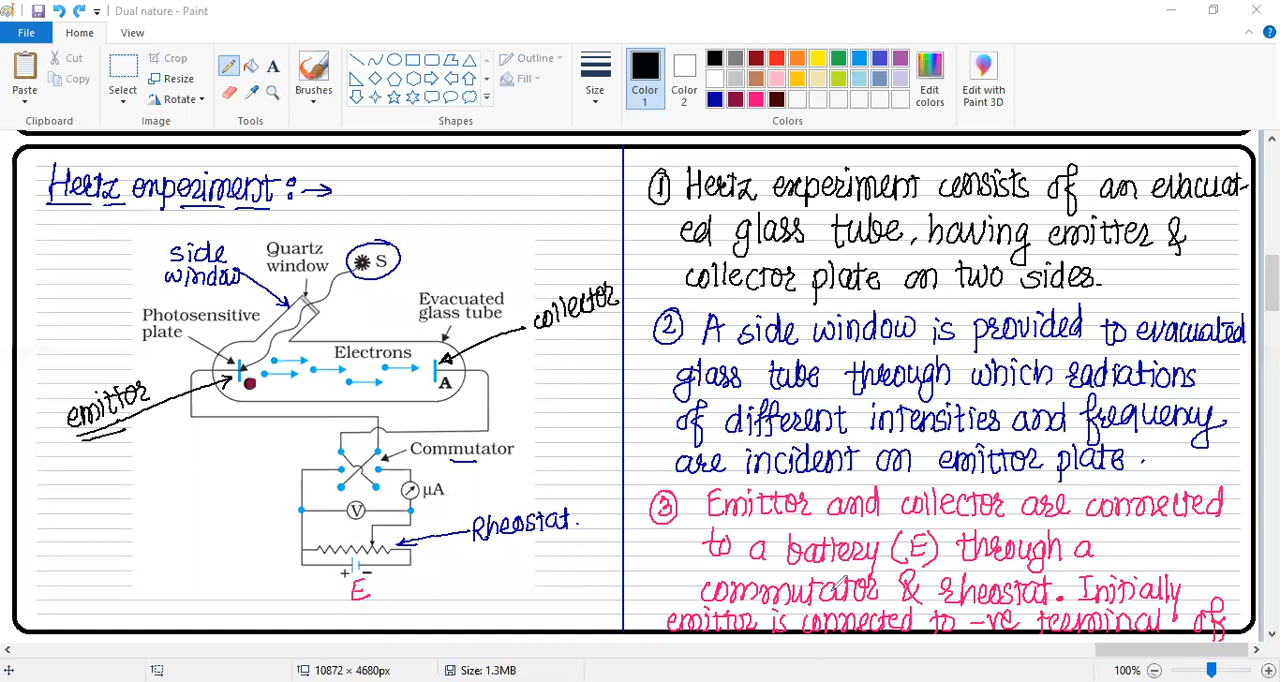 Dual nature - Paint
File
Home
View
Paste
Cut
Copy
Clipboard
Select
Crop
Resize
Rotate
Image
Tools
Brushes
Outline
Fill
Shapes
Size
Color 1
Color 2
Edit colors
Edit with Paint 3D
Colors
Hertz enperiment :→
side window
Quartz window
S
Photosensitive plate
Evacuated glass tube
collector
Electrons
A
emittor
Commutator
μA
V
Rheostat.
+ -
E
① Hertz experiment consists of an evacuat-
ed glass tube, having emitter &
collector plate on two sides.
② A side window is provided to evacuated
glass tube through which radiations
of different intensities and frequency
are incident on emittor plate.
③ Emittor and collector are connected
to a battery (E) through a
commutator & rheostat. Initially
emittor is connected to -ve terminal of
10872 × 4680px
Size: 1.3MB
100%